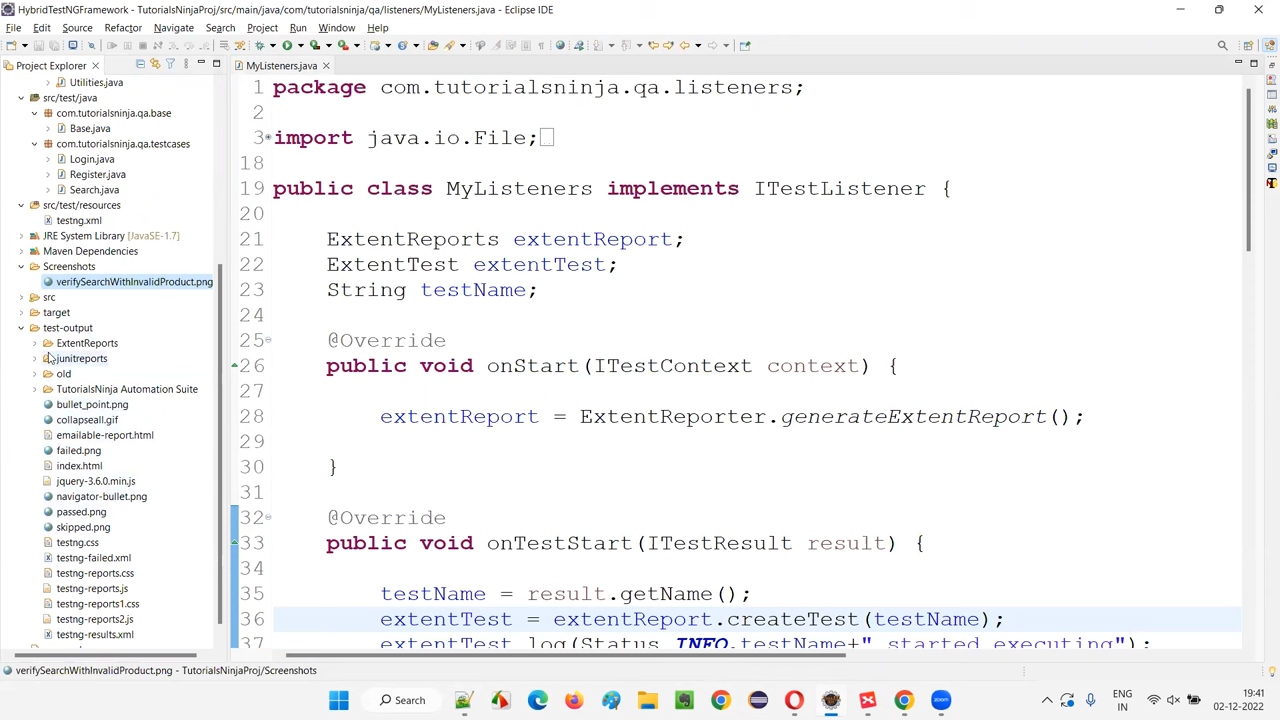 HybridTestNGFramework - TutorialsNinjaProj/src/main/java/com/tutorialsninja/qa/listeners/MyListeners.java - Eclipse IDE
File Edit Source Refactor Navigate Search Project Run Window Help
Project Explorer
Utilities.java
src/test/java
com.tutorialsninja.qa.base
Base.java
com.tutorialsninja.qa.testcases
Login.java
Register.java
Search.java
src/test/resources
testng.xml
JRE System Library [JavaSE-1.7]
Maven Dependencies
Screenshots
verifySearchWithInvalidProduct.png
src
target
test-output
ExtentReports
junitreports
old
TutorialsNinja Automation Suite
bullet_point.png
collapseall.gif
emailable-report.html
failed.png
index.html
jquery-3.6.0.min.js
navigator-bullet.png
passed.png
skipped.png
testng.css
testng-failed.xml
testng-reports.css
testng-reports.js
testng-reports1.css
testng-reports2.js
testng-results.xml
MyListeners.java
1 package com.tutorialsninja.qa.listeners;
2
3 import java.io.File;
18
19 public class MyListeners implements ITestListener {
20
21 ExtentReports extentReport;
22 ExtentTest extentTest;
23 String testName;
24
25 @Override
26 public void onStart(ITestContext context) {
27
28 extentReport = ExtentReporter.generateExtentReport();
29
30 }
31
32 @Override
33 public void onTestStart(ITestResult result) {
34
35 testName = result.getName();
36 extentTest = extentReport.createTest(testName);
37 extentTest.log(Status.INFO,testName+" started executing");
verifySearchWithInvalidProduct.png - TutorialsNinjaProj/Screenshots
Search
ENG
IN
19:41
02-12-2022
zoom